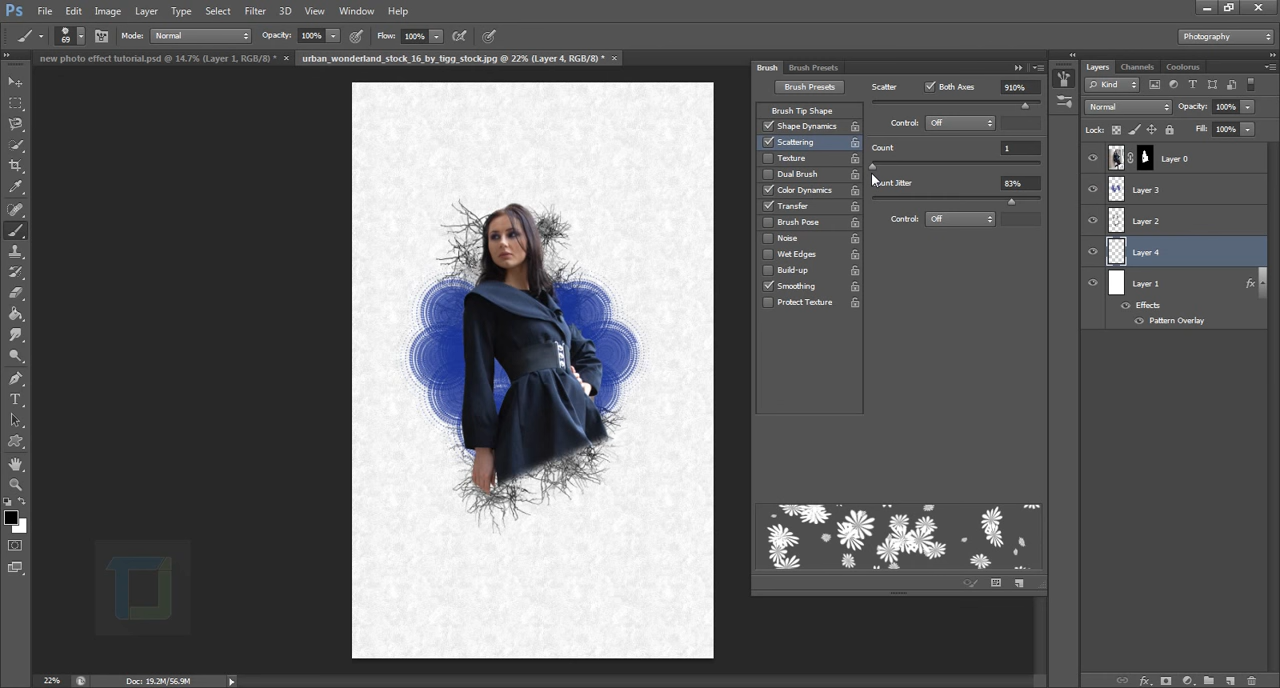 Ps File Edit Image Layer Type Select Filter 3D View Window Help
69 Mode: Normal Opacity: 100% Flow: 100% Photography
new photo effect tutorial.psd @ 14.7% (Layer 1, RGB/8) * × urban_wonderland_stock_16_by_tigg_stock.jpg @ 22% (Layer 4, RGB/8) * ×
Brush Brush Presets
Layers Channels Coolorus
Brush Presets Scatter Both Axes 910%
Kind
Brush Tip Shape
Normal Opacity: 100%
Shape Dynamics Control: Off
Lock: Fill: 100%
Scattering Count 1
Texture
Layer 0
Dual Brush
Jitter 83%
Color Dynamics
Layer 3
Transfer
Brush Pose Control: Off
Layer 2
Noise
Wet Edges
Layer 4
Build-up
Smoothing
Layer 1 fx
Protect Texture
Effects
Pattern Overlay
22% Doc: 19.2M/56.9M
fx